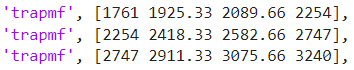 'trapmf', [1761 1925.33 2089.66 2254],
'trapmf', [2254 2418.33 2582.66 2747],
'trapmf', [2747 2911.33 3075.66 3240],